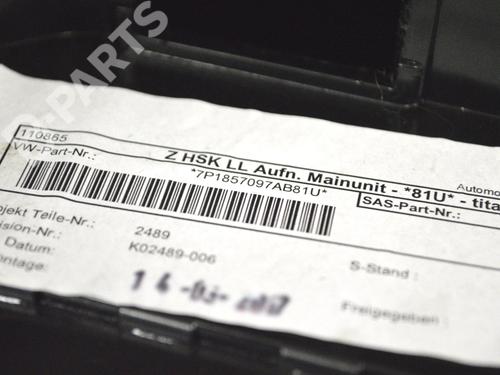 B-PARTS
110865
Z HSK LL Aufn. Mainunit - *81U* - tita
Automo
VW-Part-Nr.:
*7P1857097AB81U*
SAS-Part-Nr.:
ojekt Teile-Nr.: 2489
ision-Nr.: K02489-006
Datum:
ontage:
S-Stand :
Freigegeben :